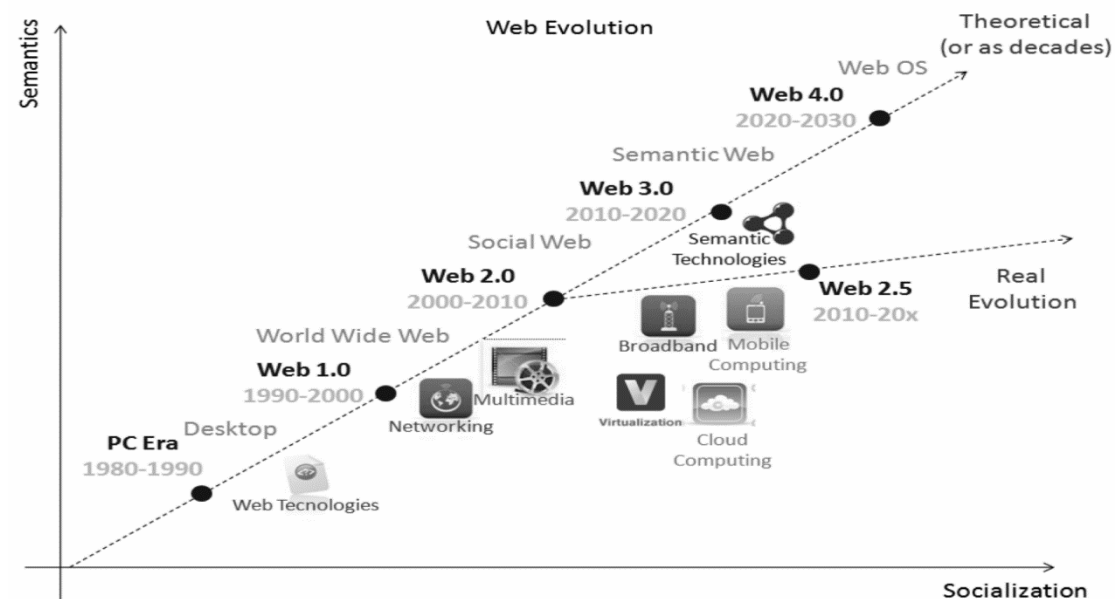 Semantics
Web Evolution
Theoretical
(or as decades)
Web OS
Web 4.0
2020-2030
Semantic Web
Web 3.0
2010-2020
Semantic
Technologies
Social Web
Web 2.0
2000-2010
Web 2.5
2010-20x
Real
Evolution
Broadband
Mobile
Computing
World Wide Web
Web 1.0
1990-2000
Networking
Multimedia
V
Virtualization
Cloud
Computing
Desktop
PC Era
1980-1990
Web Tecnologies
Socialization